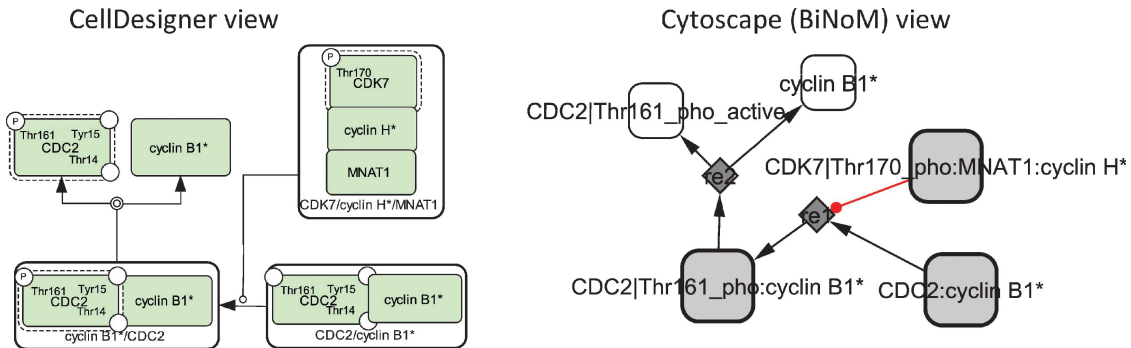 CellDesigner view
P
Thr170
CDK7
cyclin H*
MNAT1
CDK7/cyclin H*/MNAT1
P
Thr161 Tyr15
CDC2
Thr14
cyclin B1*
P
Thr161 Tyr15
CDC2
Thr14
cyclin B1*
cyclin B1*/CDC2
Thr161 Tyr15
CDC2
Thr14
cyclin B1*
CDC2/cyclin B1*
Cytoscape (BiNoM) view
cyclin B1*
CDC2|Thr161_pho_active
re2
CDK7|Thr170_pho:MNAT1:cyclin H*
re1
CDC2|Thr161_pho:cyclin B1*
CDC2:cyclin B1*